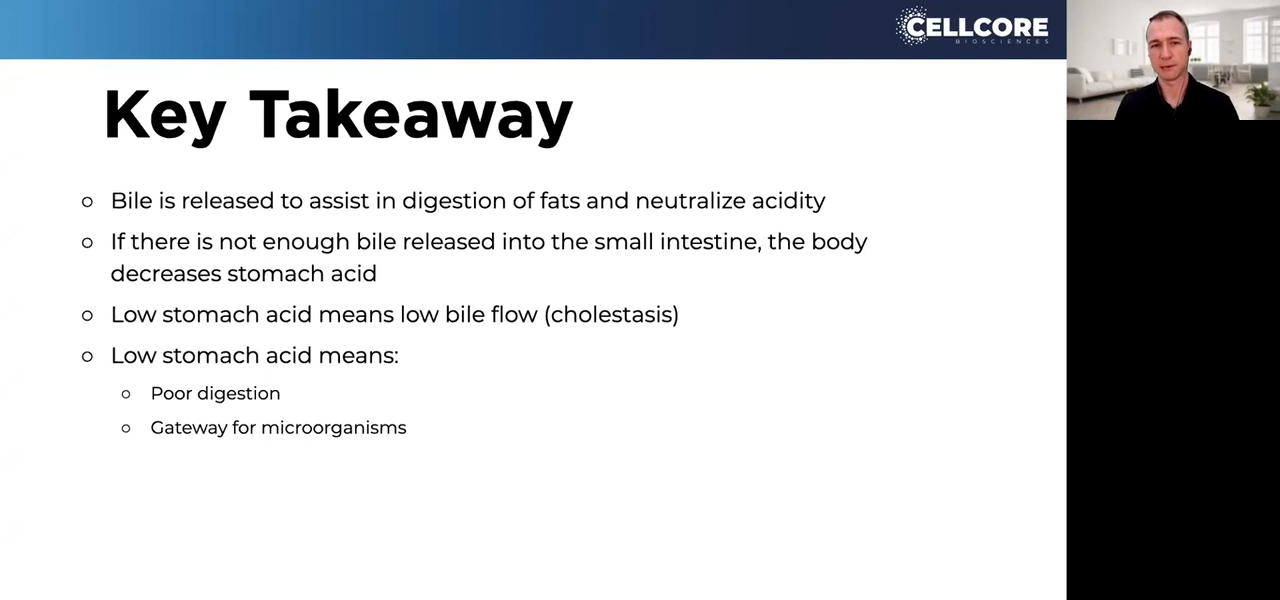 CELLCORE
BIOSCIENCES
Key Takeaway
Bile is released to assist in digestion of fats and neutralize acidity
If there is not enough bile released into the small intestine, the body
decreases stomach acid
Low stomach acid means low bile flow (cholestasis)
Low stomach acid means:
Poor digestion
Gateway for microorganisms